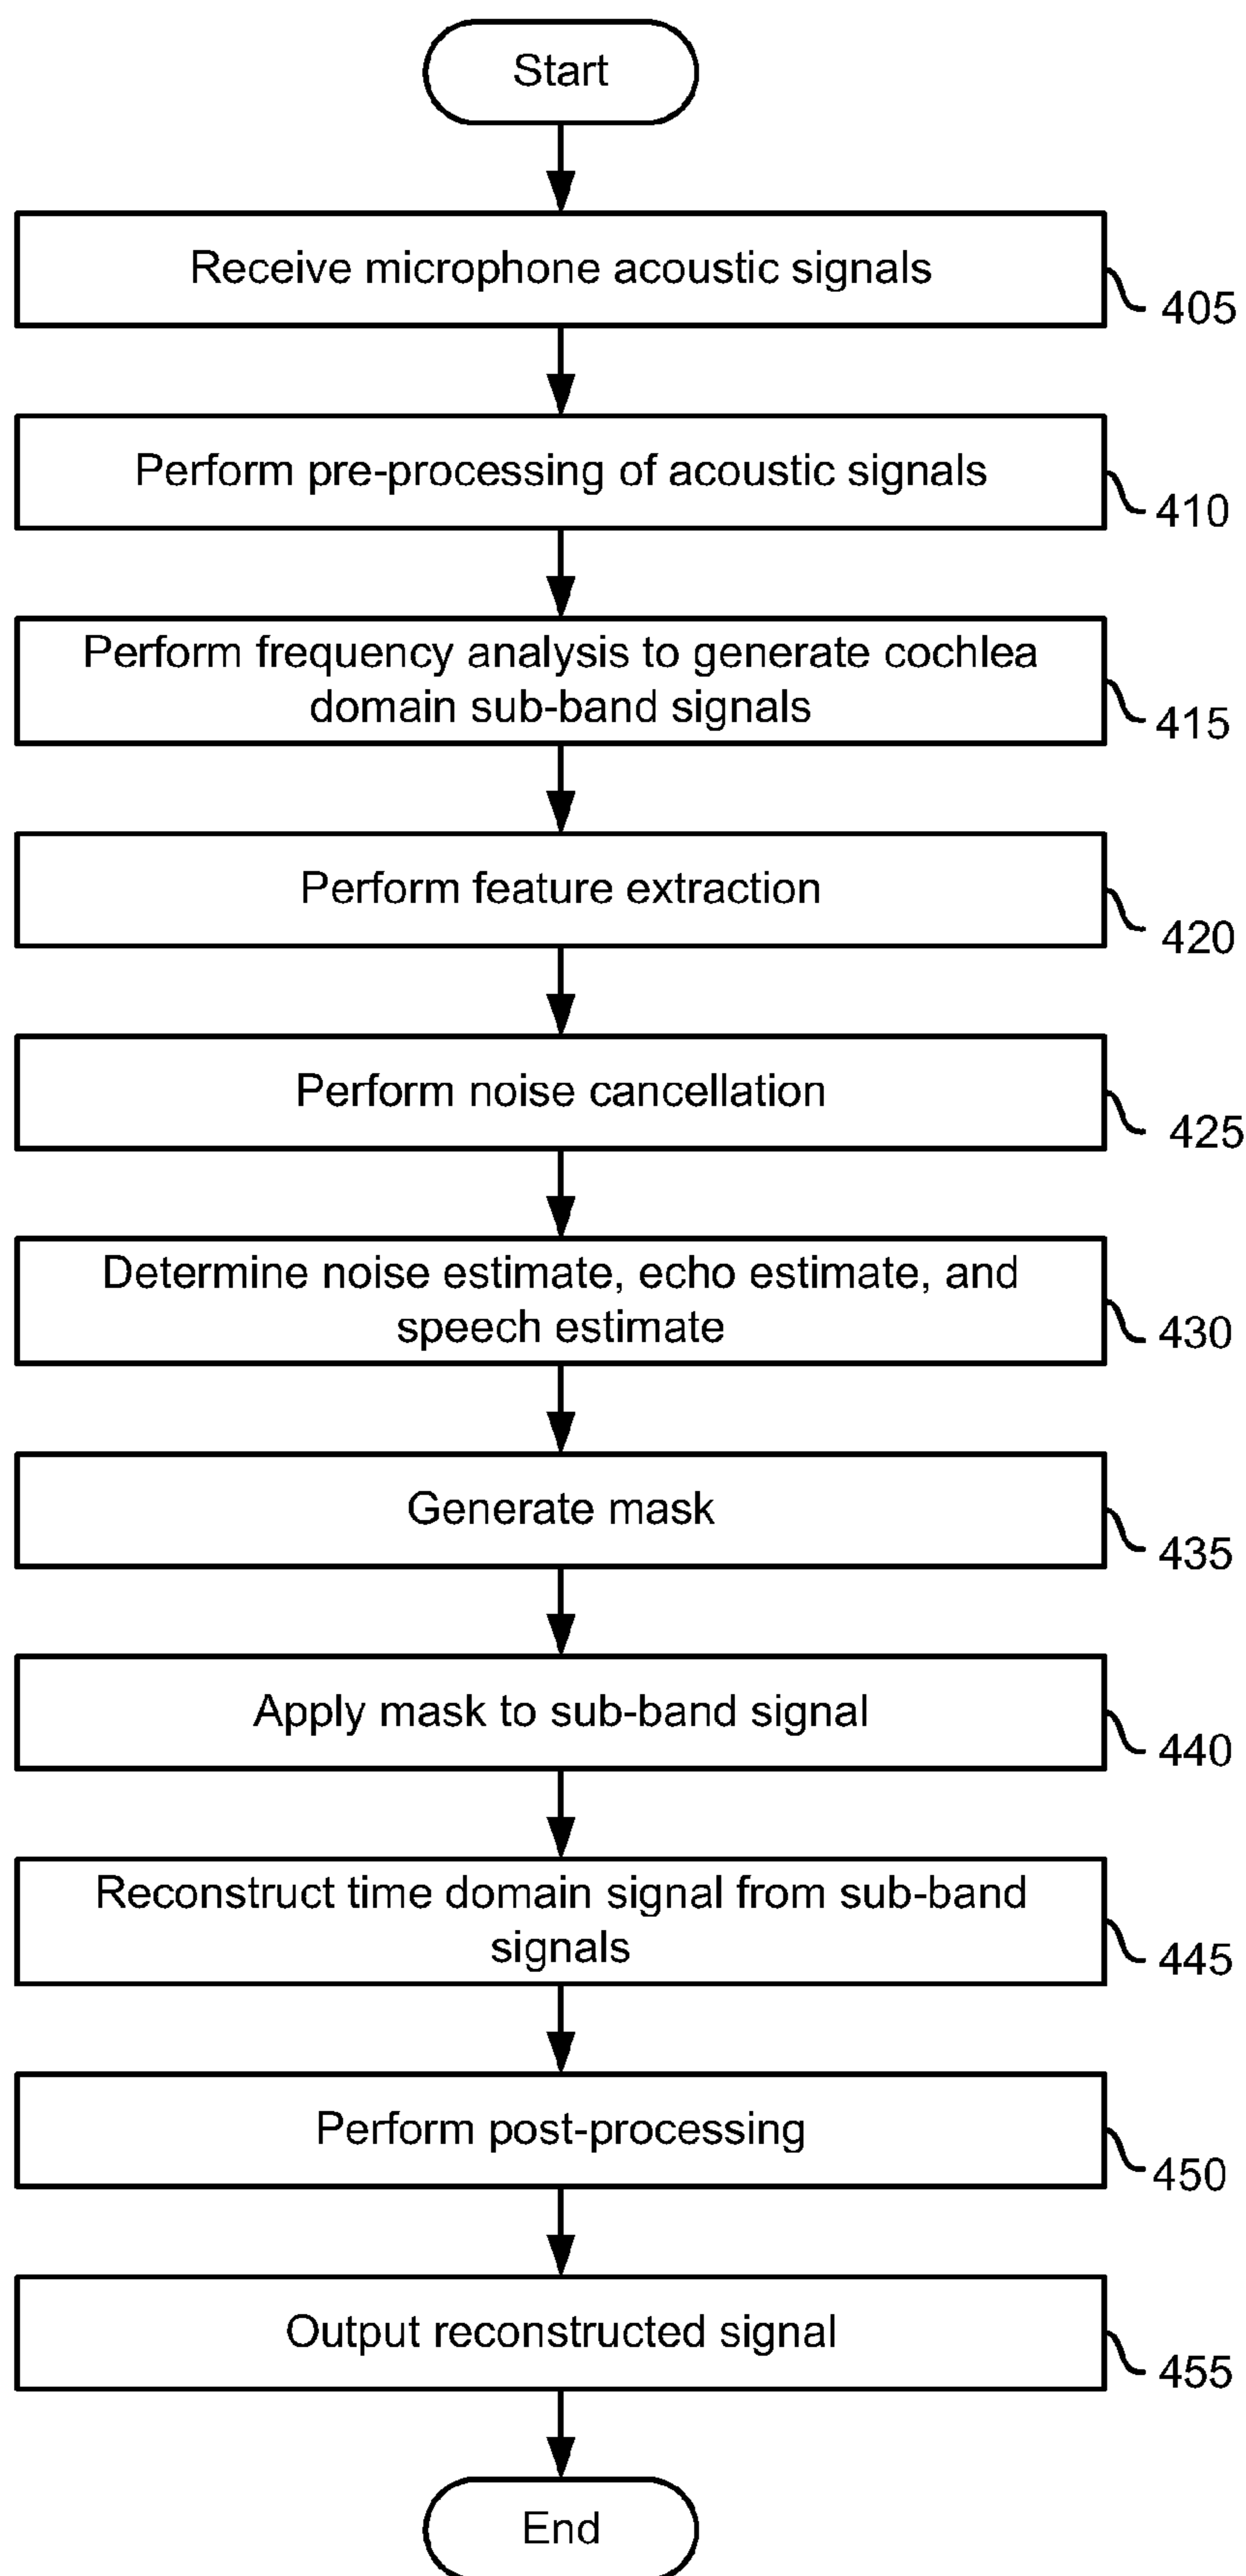 Start
Receive microphone acoustic signals
405
Perform pre-processing of acoustic signals
410
Perform frequency analysis to generate cochlea
domain sub-band signals
415
Perform feature extraction
420
Perform noise cancellation
425
Determine noise estimate, echo estimate, and
speech estimate
430
Generate mask
435
Apply mask to sub-band signal
440
Reconstruct time domain signal from sub-band
signals
445
Perform post-processing
450
Output reconstructed signal
455
End